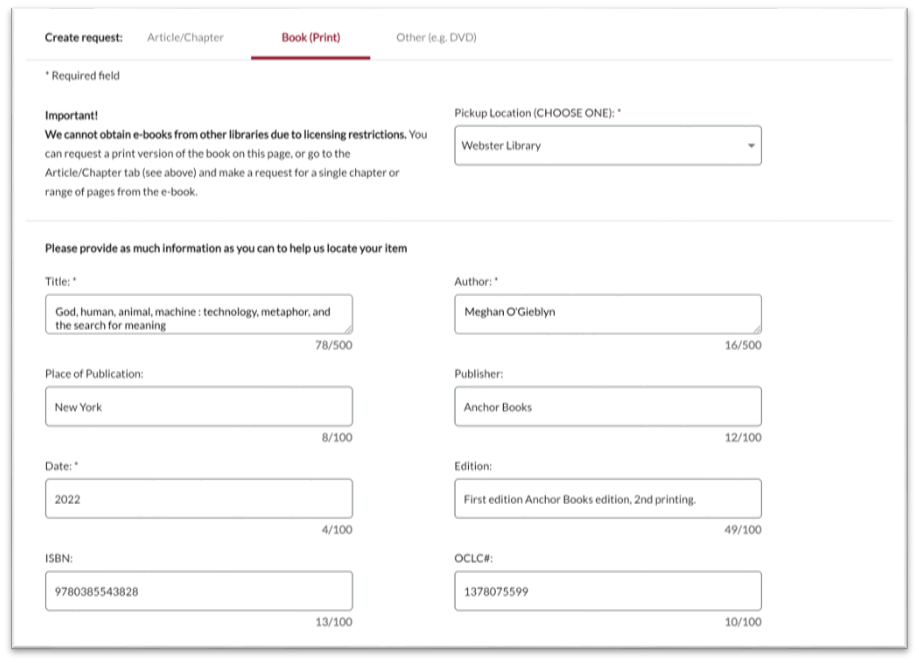 Create request: Article/Chapter Book (Print) Other (e.g. DVD)
* Required field
Important!
We cannot obtain e-books from other libraries due to licensing restrictions. You
can request a print version of the book on this page, or go to the
Article/Chapter tab (see above) and make a request for a single chapter or
range of pages from the e-book.
Pickup Location (CHOOSE ONE): *
Webster Library
Please provide as much information as you can to help us locate your item
Title: *
God, human, animal, machine : technology, metaphor, and
the search for meaning
78/500
Author: *
Meghan O'Gieblyn
16/500
Place of Publication:
New York
8/100
Publisher:
Anchor Books
12/100
Date: *
2022
4/100
Edition:
First edition Anchor Books edition, 2nd printing.
49/100
ISBN:
9780385543828
13/100
OCLC#:
1378075599
10/100